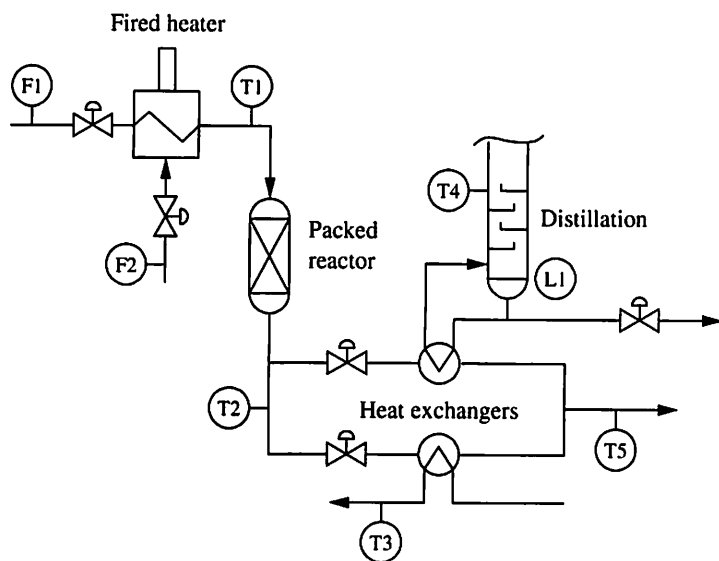 Fired heater
F1
T1
T4
Distillation
Packed
reactor
F2
L1
T2
Heat exchangers
T5
T3